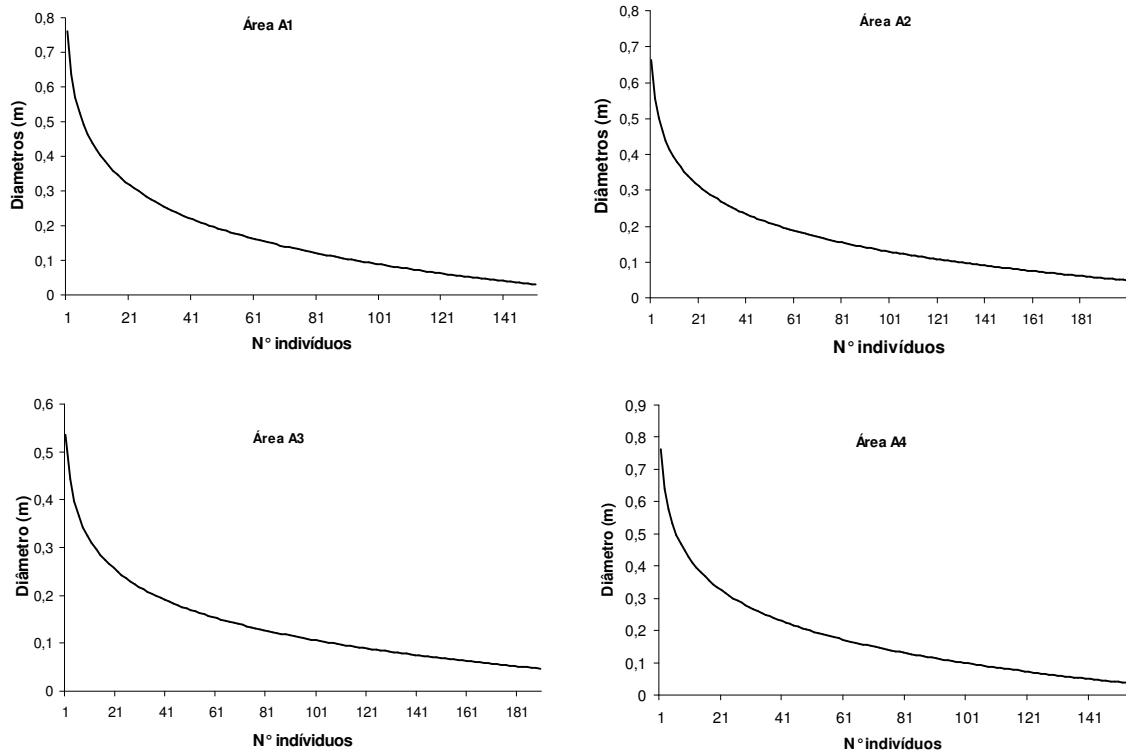 Área A1
Diametros (m)
0,8
0,7
0,6
0,5
0,4
0,3
0,2
0,1
0
1 21 41 61 81 101 121 141
N° indivíduos
Área A2
Diâmetros (m)
0,8
0,7
0,6
0,5
0,4
0,3
0,2
0,1
0
1 21 41 61 81 101 121 141 161 181
N° indivíduos
Área A3
Diâmetro (m)
0,6
0,5
0,4
0,3
0,2
0,1
0
1 21 41 61 81 101 121 141 161 181
N° indíviduos
Área A4
Diâmetro (m)
0,9
0,8
0,7
0,6
0,5
0,4
0,3
0,2
0,1
0
1 21 41 61 81 101 121 141
N° indivíduos